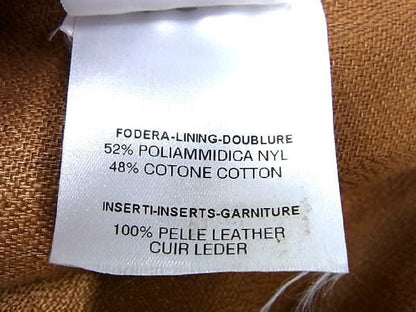 FODERA-LINING-DOUBLURE
52% POLIAMMIDICA NYL
48% COTONE COTTON
INSERTI-INSERTS-GARNITURE
100% PELLE LEATHER
CUIR LEDER